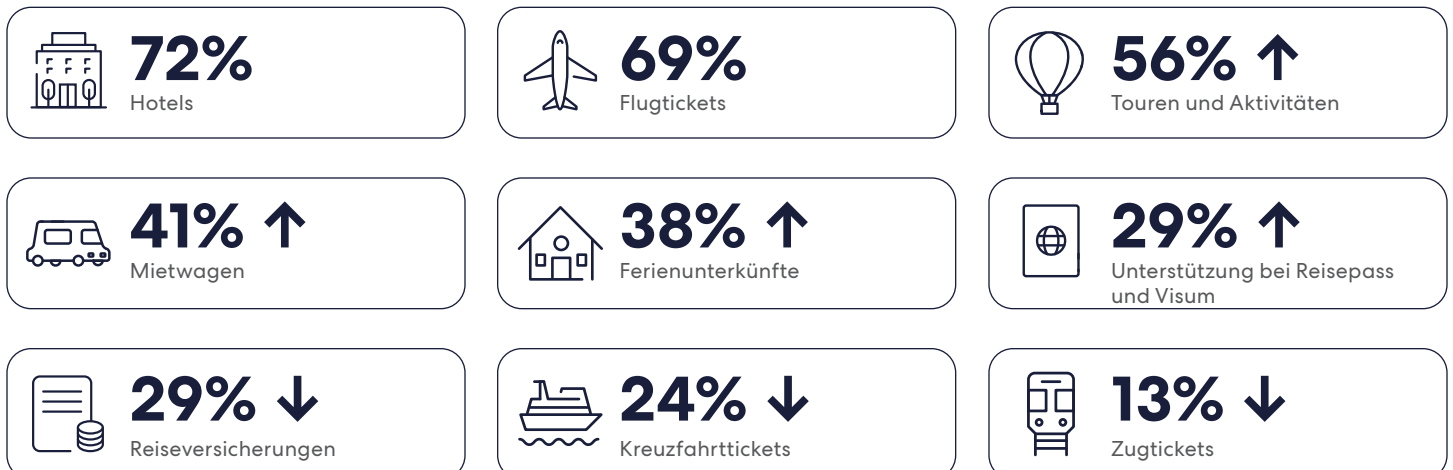 72%
Hotels
69%
Flugtickets
56% ↑
Touren und Aktivitäten
41% ↑
Mietwagen
38% ↑
Ferienunterkünfte
29% ↑
Unterstützung bei Reisepass
und Visum
29% ↓
Reiseversicherungen
24% ↓
Kreuzfahrttickets
13% ↓
Zugtickets